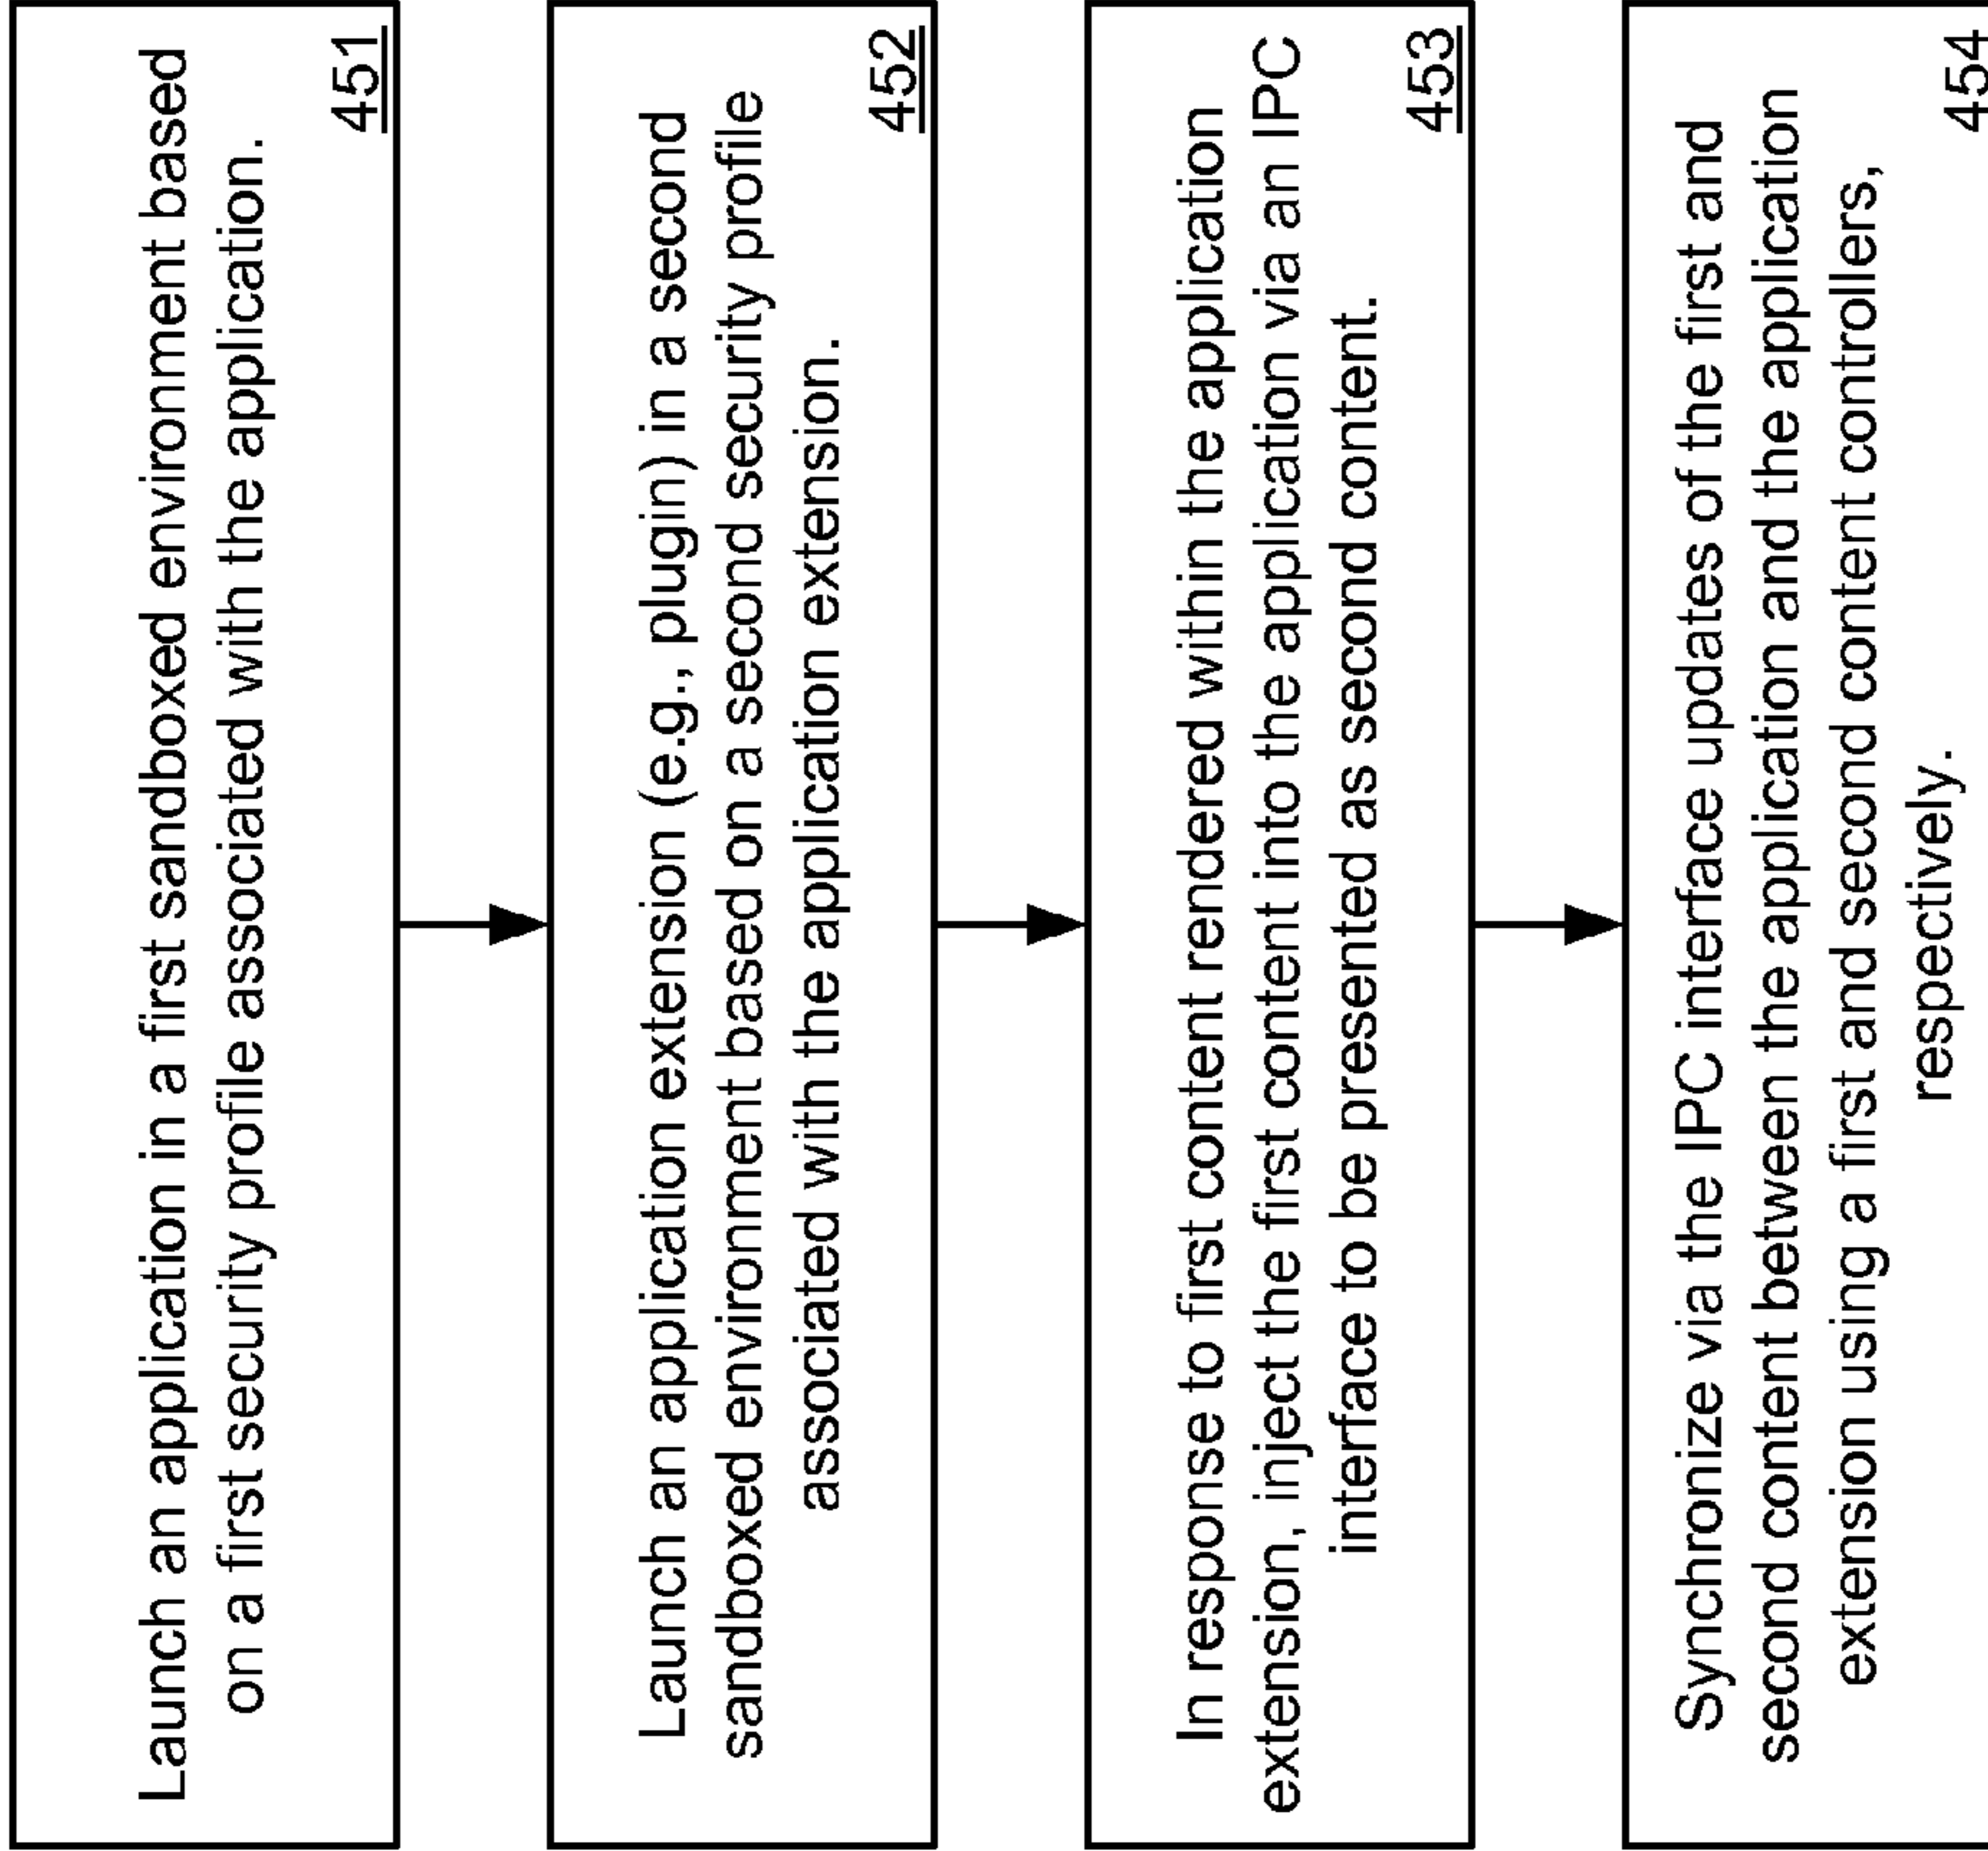 Launch an application in a first sandboxed environment based
on a first security profile associated with the application.
451
Launch an application extension (e.g., plugin) in a second
sandboxed environment based on a second security profile
associated with the application extension.
452
In response to first content rendered within the application
extension, inject the first content into the application via an IPC
interface to be presented as second content.
453
Synchronize via the IPC interface updates of the first and
second content between the application and the application
extension using a first and second content controllers,
respectively.
454